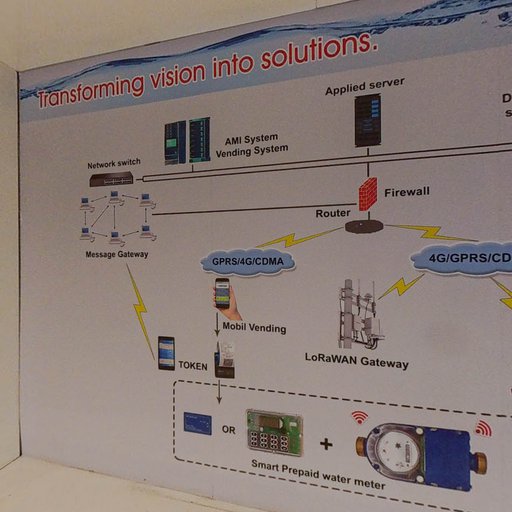 Transforming vision into solutions.
Applied server
D
AMI System
Vending System
Network switch
Firewall
Router
Message Gateway
GPRS/4G/CDMA
4G/GPRS/CD
Mobil Vending
LoRaWAN Gateway
TOKEN
OR
+
Smart Prepaid water meter